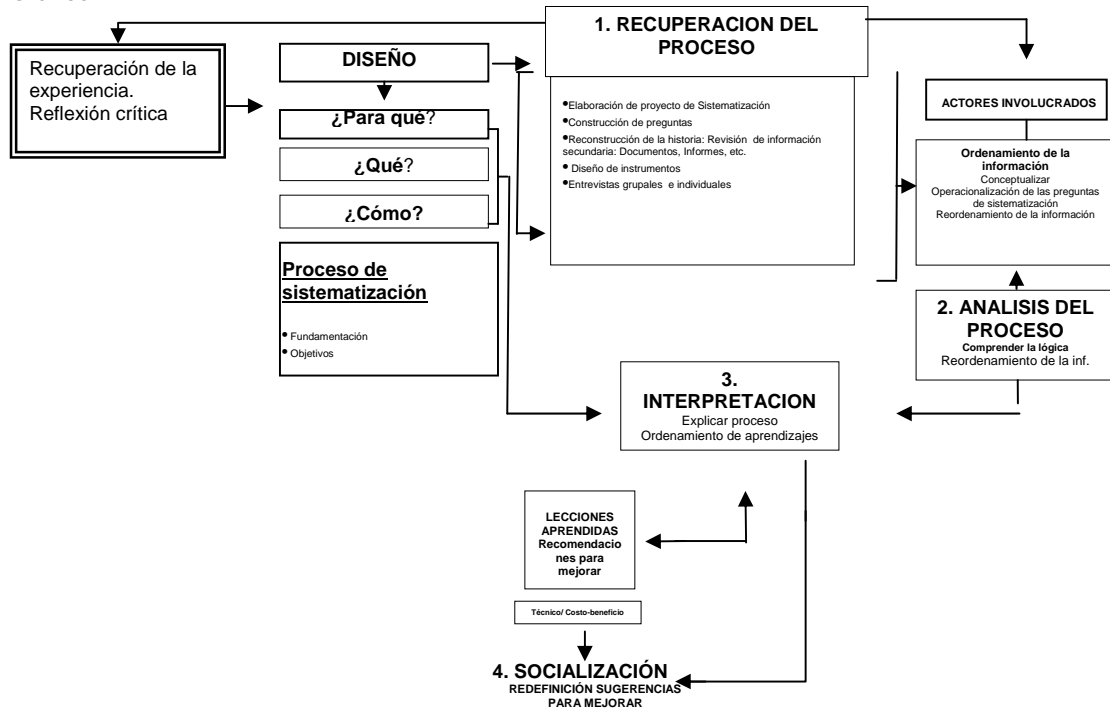 1. RECUPERACION DEL
PROCESO
Recuperación de la
experiencia.
Reflexión crítica
DISEÑO
¿Para qué?
¿Qué?
¿Cómo?
Proceso de
sistematización
• Fundamentación
• Objetivos
•Elaboración de proyecto de Sistematización
•Construcción de preguntas
•Reconstrucción de la historia: Revisión de información
secundaria: Documentos, Informes, etc.
• Diseño de instrumentos
•Entrevistas grupales e individuales
ACTORES INVOLUCRADOS
Ordenamiento de la
información
Conceptualizar
Operacionalización de las preguntas
de sistematización
Reordenamiento de la información
2. ANALISIS DEL
PROCESO
Comprender la lógica
Reordenamiento de la inf.
3.
INTERPRETACION
Explicar proceso
Ordenamiento de aprendizajes
LECCIONES
APRENDIDAS
Recomendacio
nes para
mejorar
Técnico/ Costo-beneficio
4. SOCIALIZACIÓN
REDEFINICIÓN SUGERENCIAS
PARA MEJORAR